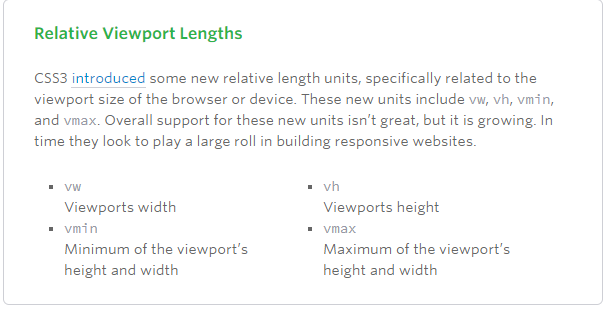 Relative Viewport Lengths
CSS3 introduced some new relative length units, specifically related to the
viewport size of the browser or device. These new units include vw, vh, vmin,
and vmax. Overall support for these new units isn’t great, but it is growing. In
time they look to play a large roll in building responsive websites.
vw
Viewports width
vh
Viewports height
vmin
Minimum of the viewport’s
height and width
vmax
Maximum of the viewport’s
height and width